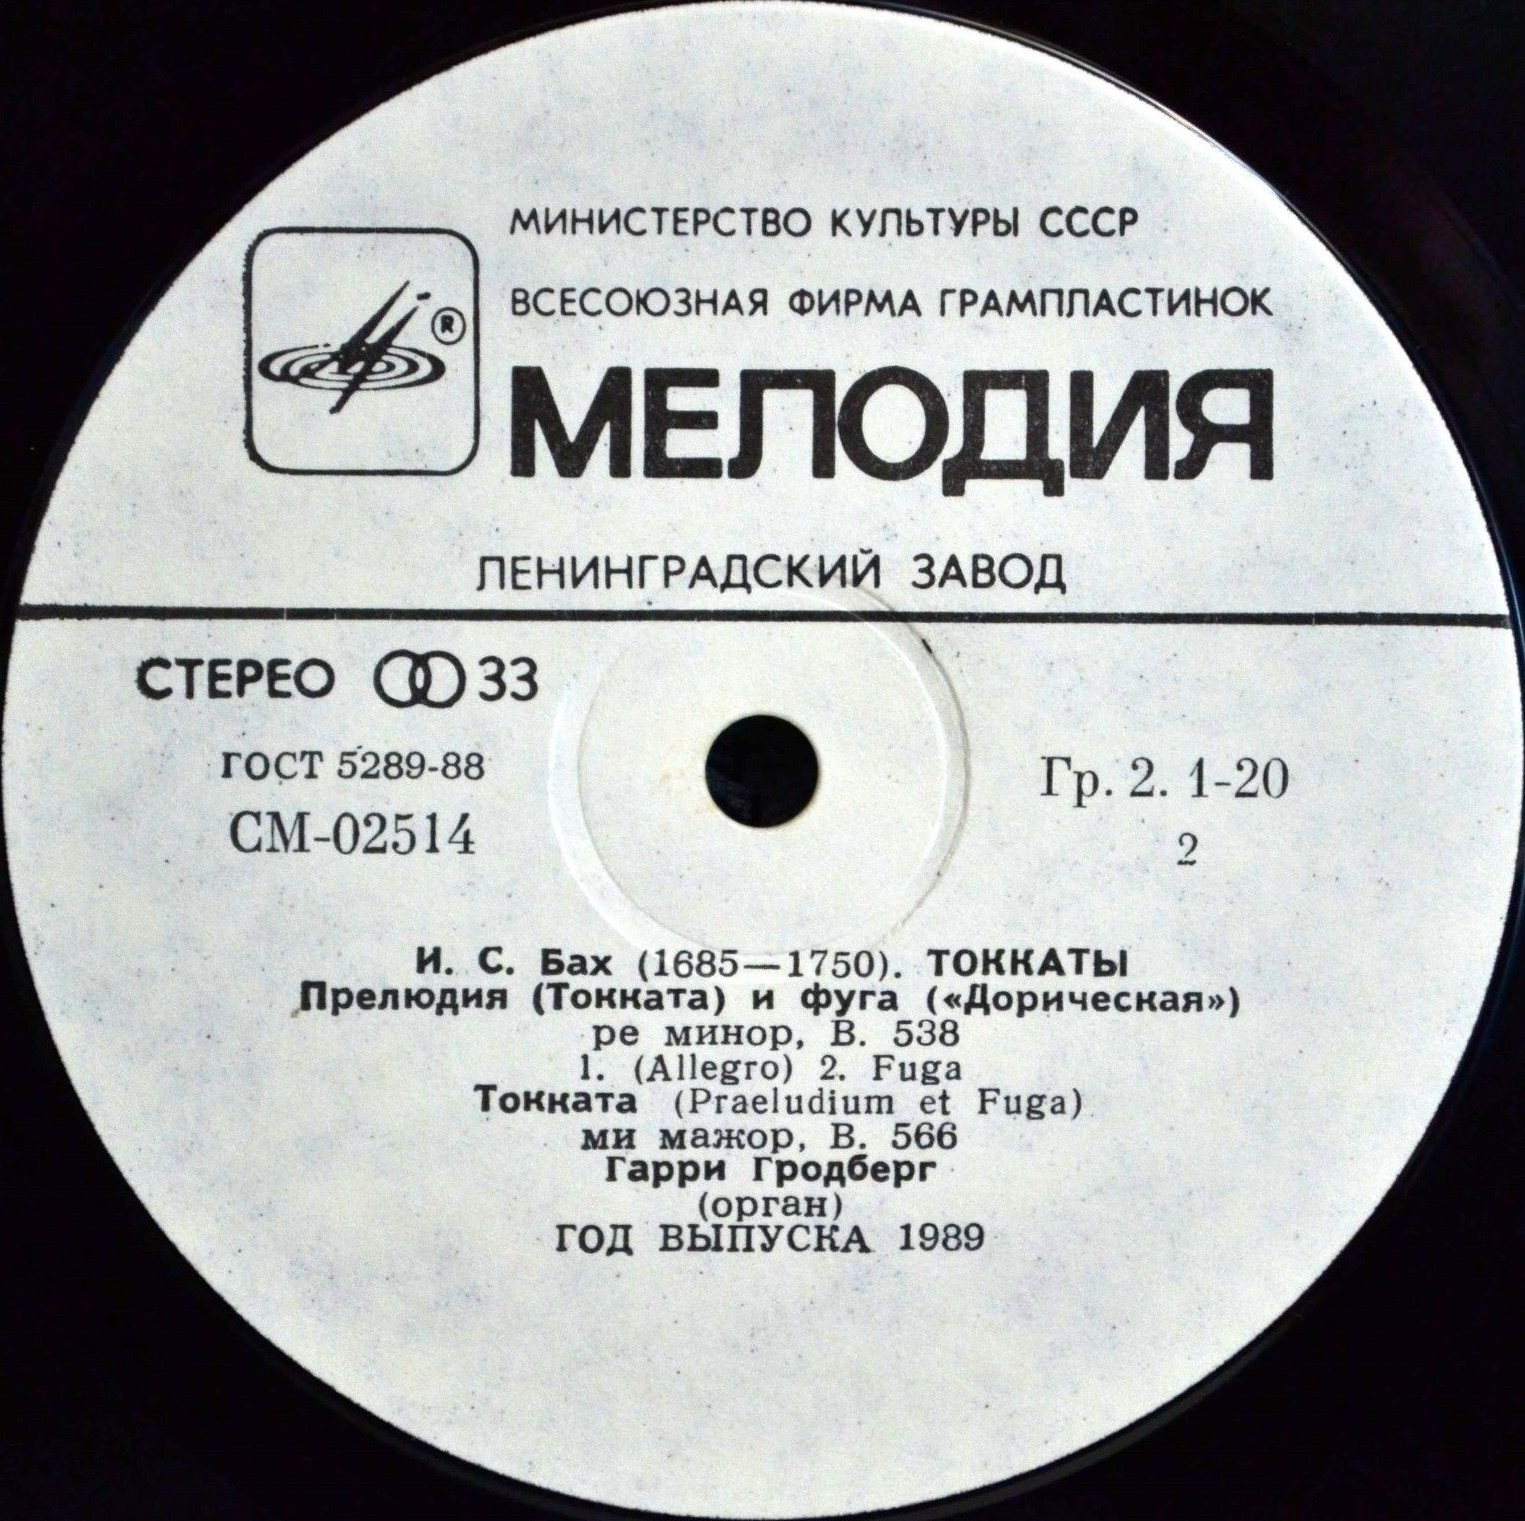 МИНИСТЕРСТВО КУЛЬТУРЫ СССР
ВСЕСОЮЗНАЯ ФИРМА ГРАМПЛАСТИНОК
®
МЕЛОДИЯ
ЛЕНИНГРАДСКИЙ ЗАВОД
СТЕРЕО 33
ГОСТ 5289-88
Гр. 2. 1-20
СМ-02514
2
И. С. Бах (1685—1750). ТОККАТЫ
Прелюдия (Токката) и фуга («Дорическая»)
ре минор, В. 538
1. (Allegro) 2. Fuga
Токката (Praeludium et Fuga)
ми мажор, В. 566
Гарри Гродберг
(орган)
ГОД ВЫПУСКА 1989